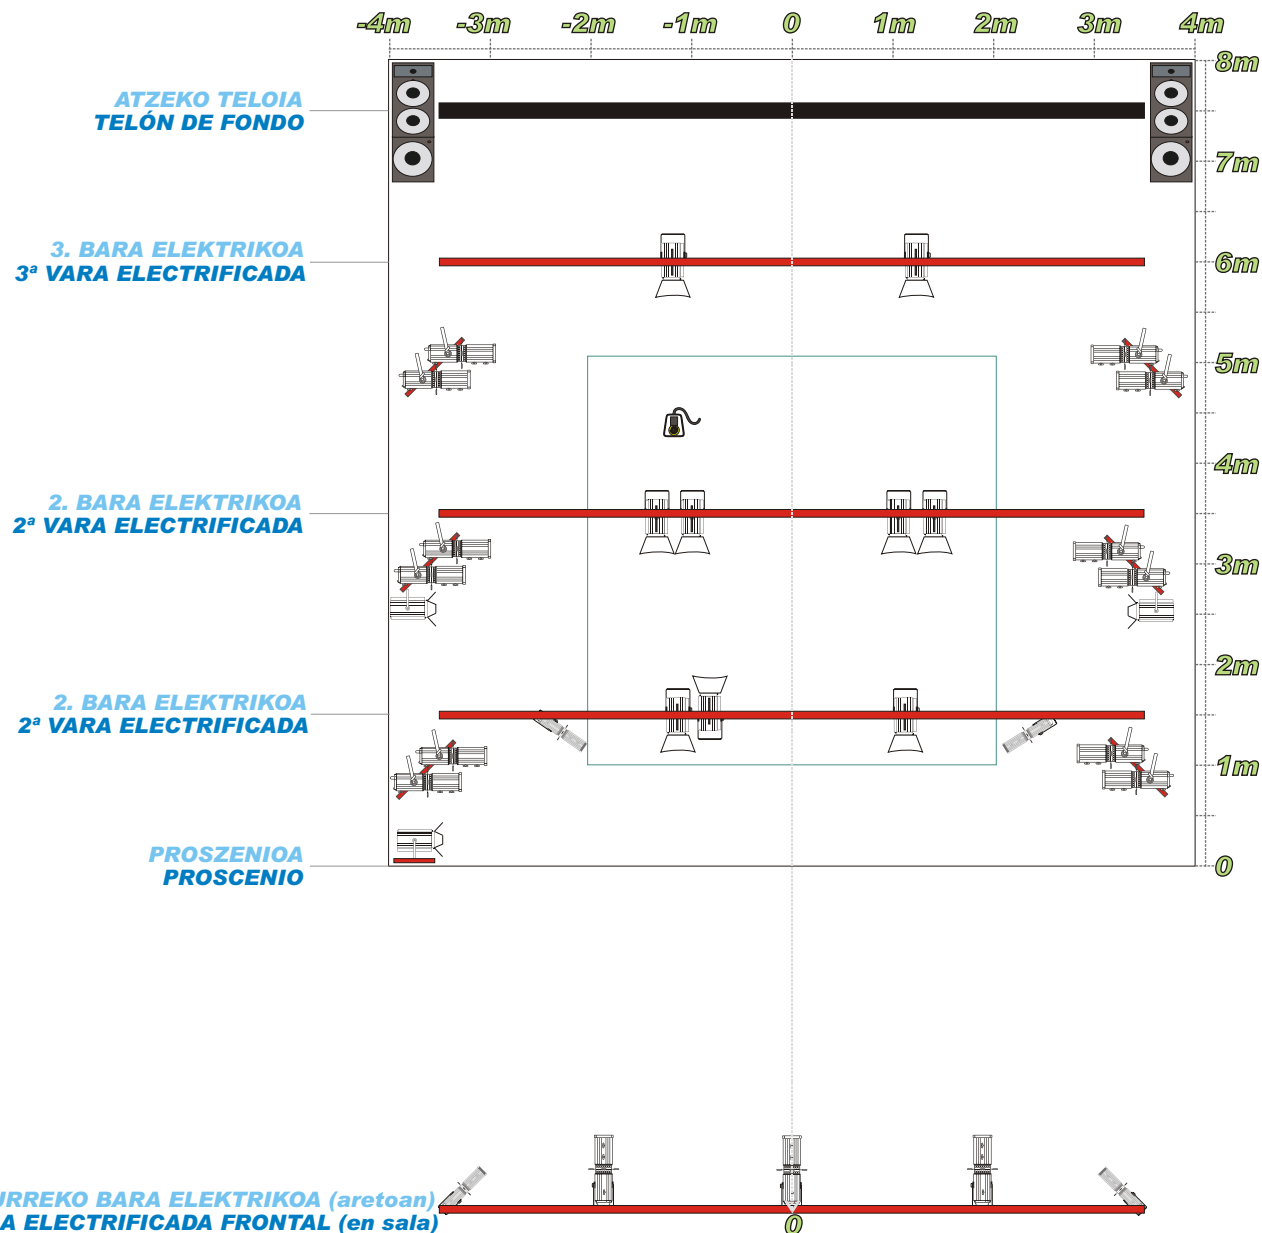 -4m -3m -2m -1m 0 1m 2m 3m 4m
8m
ATZEKO TELOIA
TELÓN DE FONDO
7m
3. BARA ELEKTRIKOA
3ª VARA ELECTRIFICADA
6m
5m
4m
2. BARA ELEKTRIKOA
2ª VARA ELECTRIFICADA
3m
2m
2. BARA ELEKTRIKOA
2ª VARA ELECTRIFICADA
1m
PROSZENIOA
PROSCENIO
0
URREKO BARA ELEKTRIKOA (aretoan)
A ELECTRIFICADA FRONTAL (en sala)
0